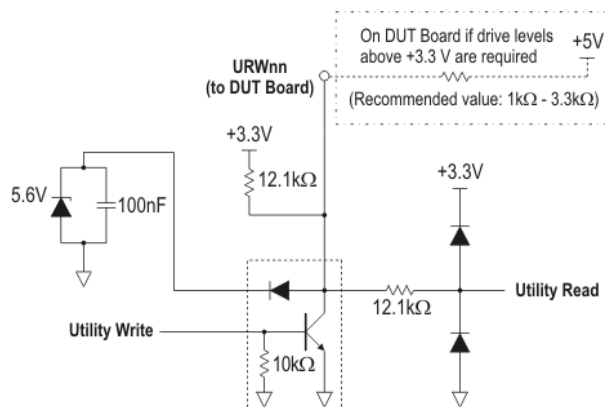 On DUT Board if drive levels
above +3.3 V are required
+5V
URWnn
(to DUT Board)
(Recommended value: 1kΩ - 3.3kΩ)
+3.3V
12.1kΩ
+3.3V
5.6V
100nF
12.1kΩ
Utility Read
Utility Write
10kΩ